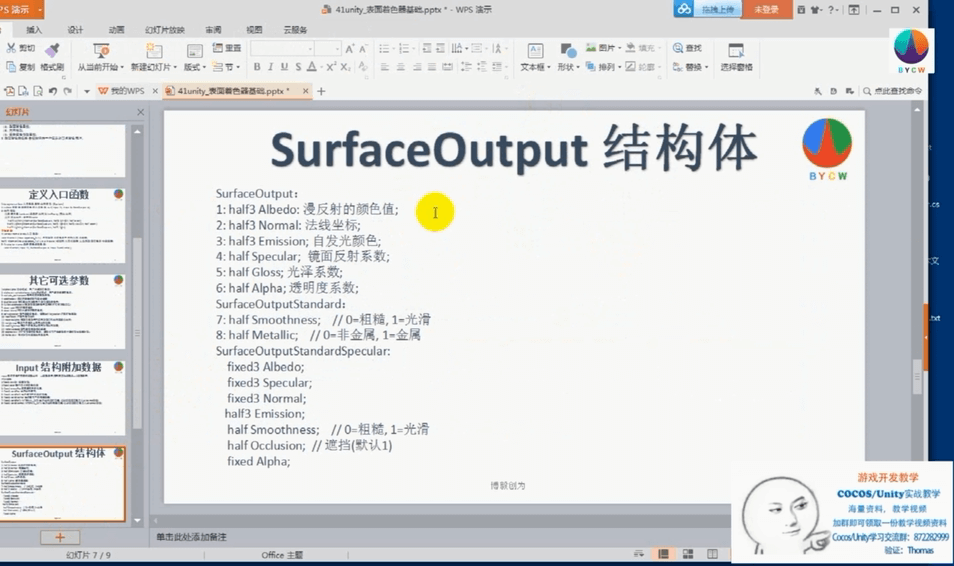 PS 演示
41unity_表面着色器基础.pptx * - WPS 演示
拖拽上传
未登录
插入 设计 动画 幻灯片放映 审阅 视图 云服务
剪切 复制 格式刷 从当前开始 新建幻灯片 版式 重设 节
B I U S A
文本框 形状 图片 排列 填充 轮廓 查找 替换 选择窗格
我的WPS
41unity_表面着色器基础.pptx *
点此查找命令
BYCW
幻灯片
定义入口函数
其它可选参数
Input 结构附加数据
SurfaceOutput 结构体
SurfaceOutput 结构体
BYCW
SurfaceOutput：
1: half3 Albedo: 漫反射的颜色值;
2: half3 Normal: 法线坐标;
3: half3 Emission; 自发光颜色;
4: half Specular; 镜面反射系数;
5: half Gloss; 光泽系数;
6: half Alpha; 透明度系数;
SurfaceOutputStandard：
7: half Smoothness; // 0=粗糙, 1=光滑
8: half Metallic; // 0=非金属, 1=金属
SurfaceOutputStandardSpecular:
fixed3 Albedo;
fixed3 Specular;
fixed3 Normal;
half3 Emission;
half Smoothness; // 0=粗糙, 1=光滑
half Occlusion; // 遮挡(默认1)
fixed Alpha;
博毅创为
.cs
文
.txt
单击此处添加备注
幻灯片 7 / 9
Office 主题
游戏开发教学
COCOS/Unity实战教学
海量资料，教学视频
加群即可领取一份教学视频资料
Cocos/Unity学习交流群: 872282999
验证：Thomas